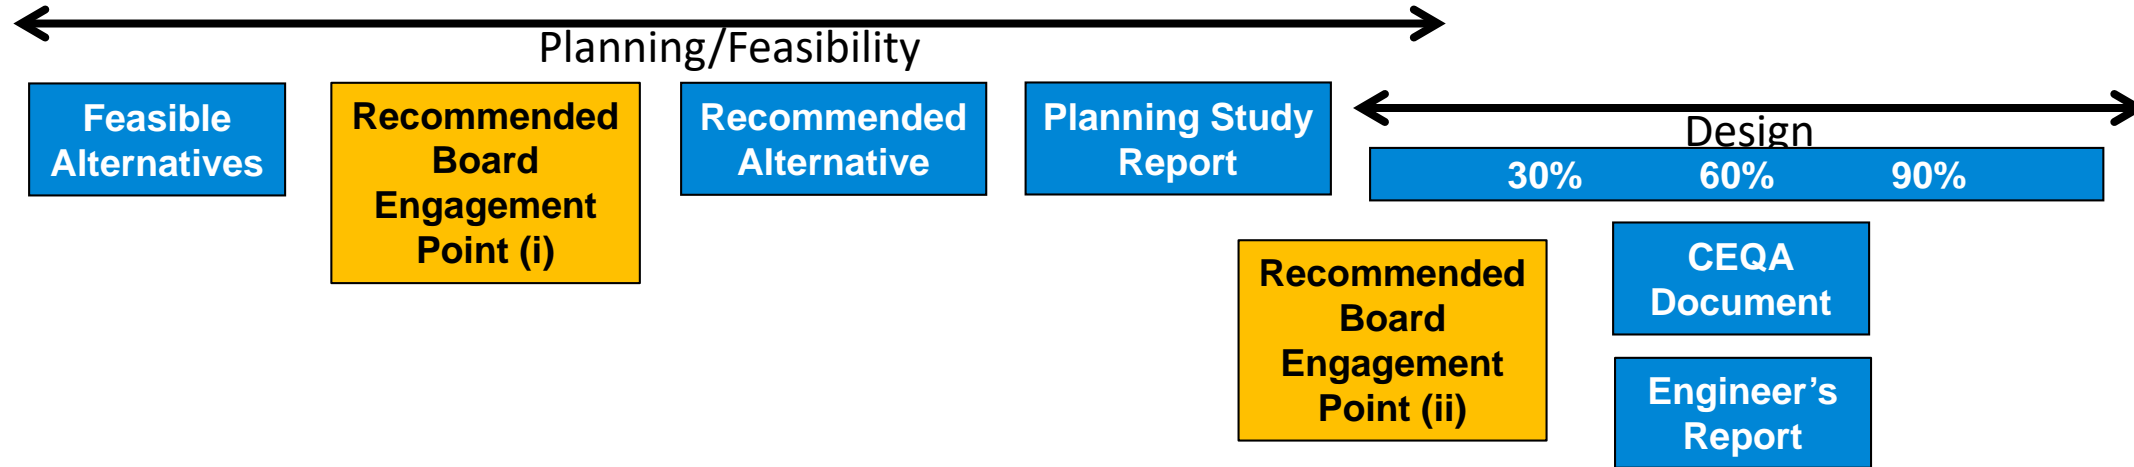 Planning/Feasibility
Feasible
Alternatives
Recommended
Board
Engagement
Point (i)
Recommended
Alternative
Planning Study
Report
Design
30% 60% 90%
Recommended
Board
Engagement
Point (ii)
CEQA
Document
Engineer’s
Report